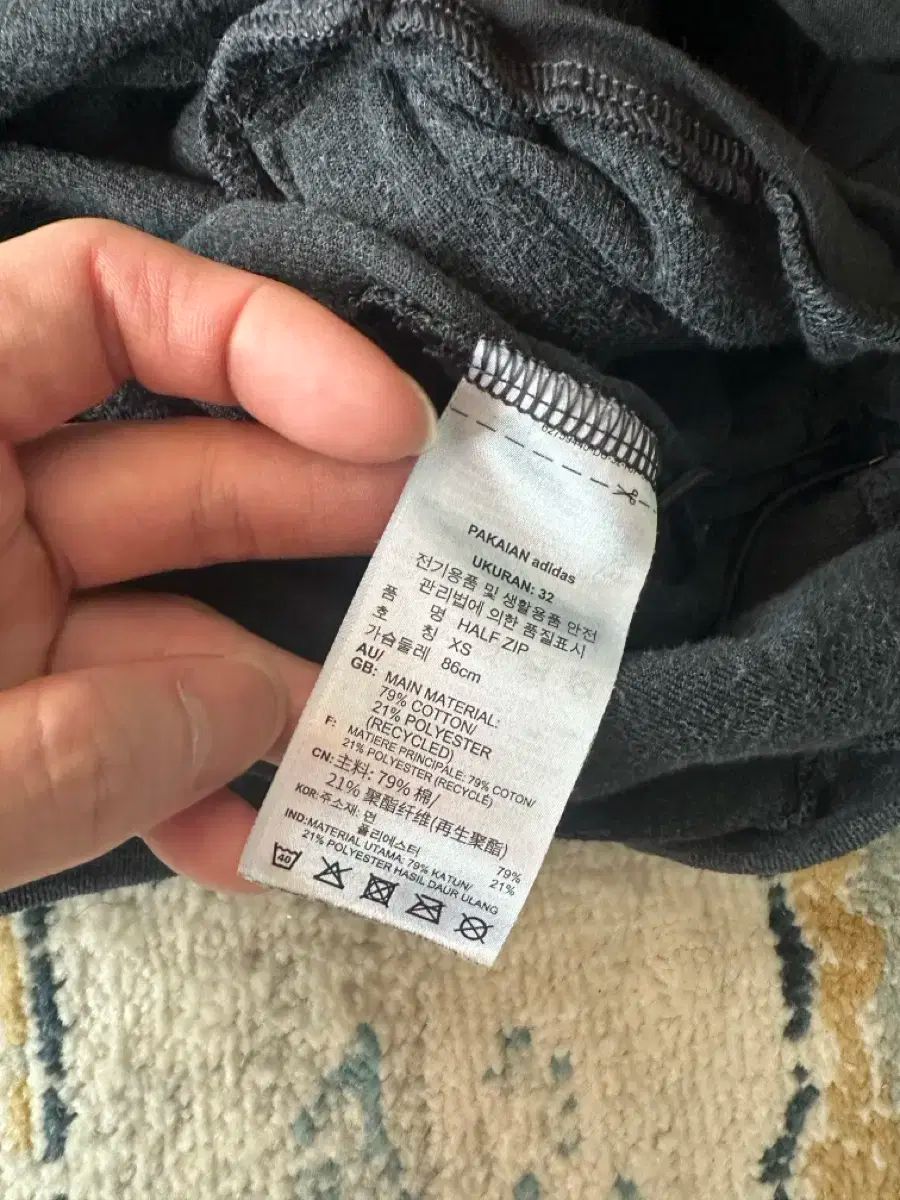 PAKAIAN adidas
UKURAN: 32
전기용품 및 생활용품 안전
관리법에 의한 품질표시
품 명 HALF ZIP
호 칭 XS
가슴둘레 86cm
AU/
GB: MAIN MATERIAL:
79% COTTON/
21% POLYESTER
(RECYCLED)
F: MATIERE PRINCIPALE: 79% COTON/
21% POLYESTER (RECYCLÉ)
CN: 主料: 79% 棉/
21% 聚酯纤维(再生聚酯)
KOR: 주소재: 면 79%
폴리에스터 21%
IND: MATERIAL UTAMA: 79% KATUN/
21% POLYESTER HASIL DAUR ULANG
40